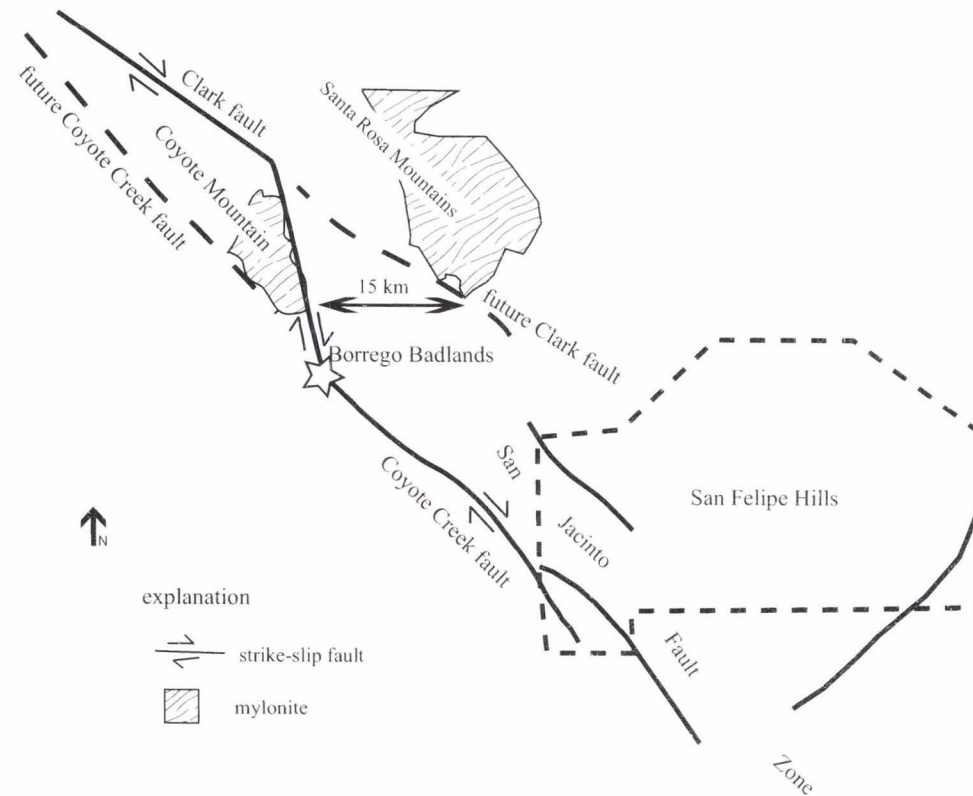 Clark fault
future Coyote Creek fault
Coyote Mountain
Santa Rosa Mountains
15 km
future Clark fault
Borrego Badlands
Coyote Creek fault
San
Jacinto
Fault
Zone
San Felipe Hills
N
explanation
strike-slip fault
mylonite